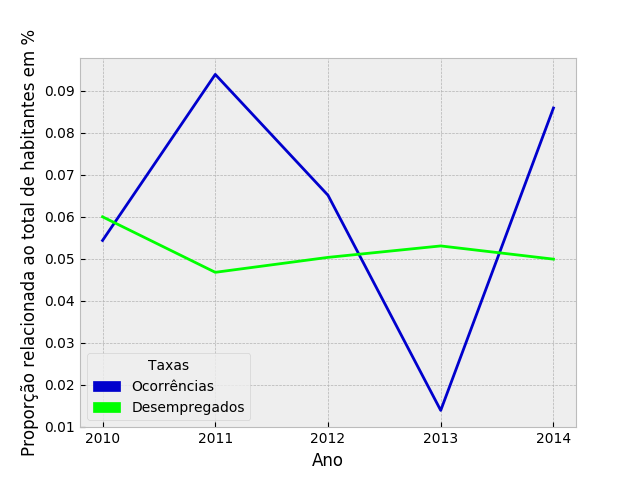 Proporção relacionada ao total de habitantes em %
0.09
0.08
0.07
0.06
0.05
0.04
0.03
0.02
0.01
Taxas
Ocorrências
Desempregados
2010 2011 2012 2013 2014
Ano